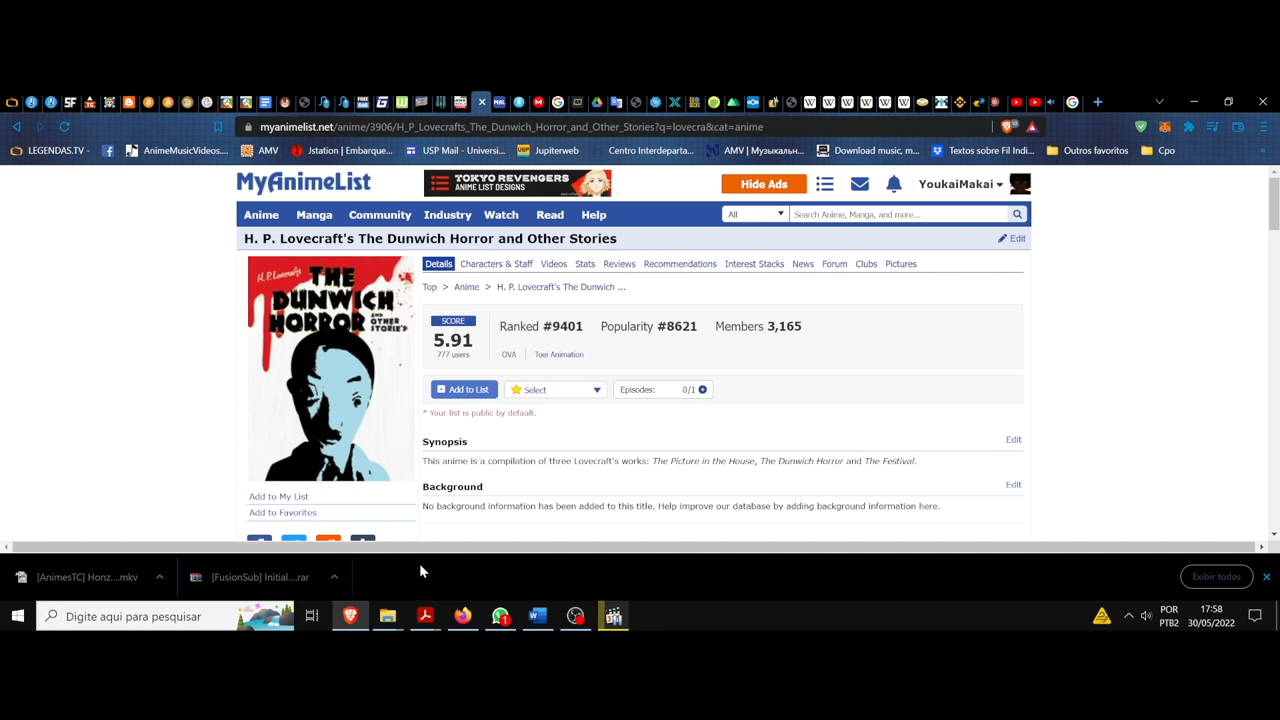 myanimelist.net/anime/3906/H_P_Lovecrafts_The_Dunwich_Horror_and_Other_Stories?q=lovecra&cat=anime
LEGENDAS.TV -
AnimeMusicVideos...
AMV
Jstation | Embarque...
USP Mail - Universi...
Jupiterweb
Centro Interdeparta...
AMV | Музыкальн...
Download music, m...
Textos sobre Fil Indi...
Outros favoritos
Cpo
MyAnimeList
TOKYO REVENGERS
ANIME LIST DESIGNS
Hide Ads
YoukaiMakai
Anime Manga Community Industry Watch Read Help
All
Search Anime, Manga, and more...
H. P. Lovecraft's The Dunwich Horror and Other Stories
Edit
H. P. Lovecraft's
THE
DUNWICH
HORROR
AND
OTHER
STORIE'S
Details Characters & Staff Videos Stats Reviews Recommendations Interest Stacks News Forum Clubs Pictures
Top > Anime > H. P. Lovecraft's The Dunwich ...
SCORE
5.91
777 users
Ranked #9401 Popularity #8621 Members 3,165
OVA Toei Animation
Add to List
Select
Episodes: 0/1
* Your list is public by default.
Synopsis
Edit
This anime is a compilation of three Lovecraft's works: The Picture in the House, The Dunwich Horror and The Festival.
Background
Edit
No background information has been added to this title. Help improve our database by adding background information here.
Add to My List
Add to Favorites
[AnimesTC] Honz....mkv
[FusionSub] Initial....rar
Exibir todos
Digite aqui para pesquisar
POR
PTB2
17:58
30/05/2022